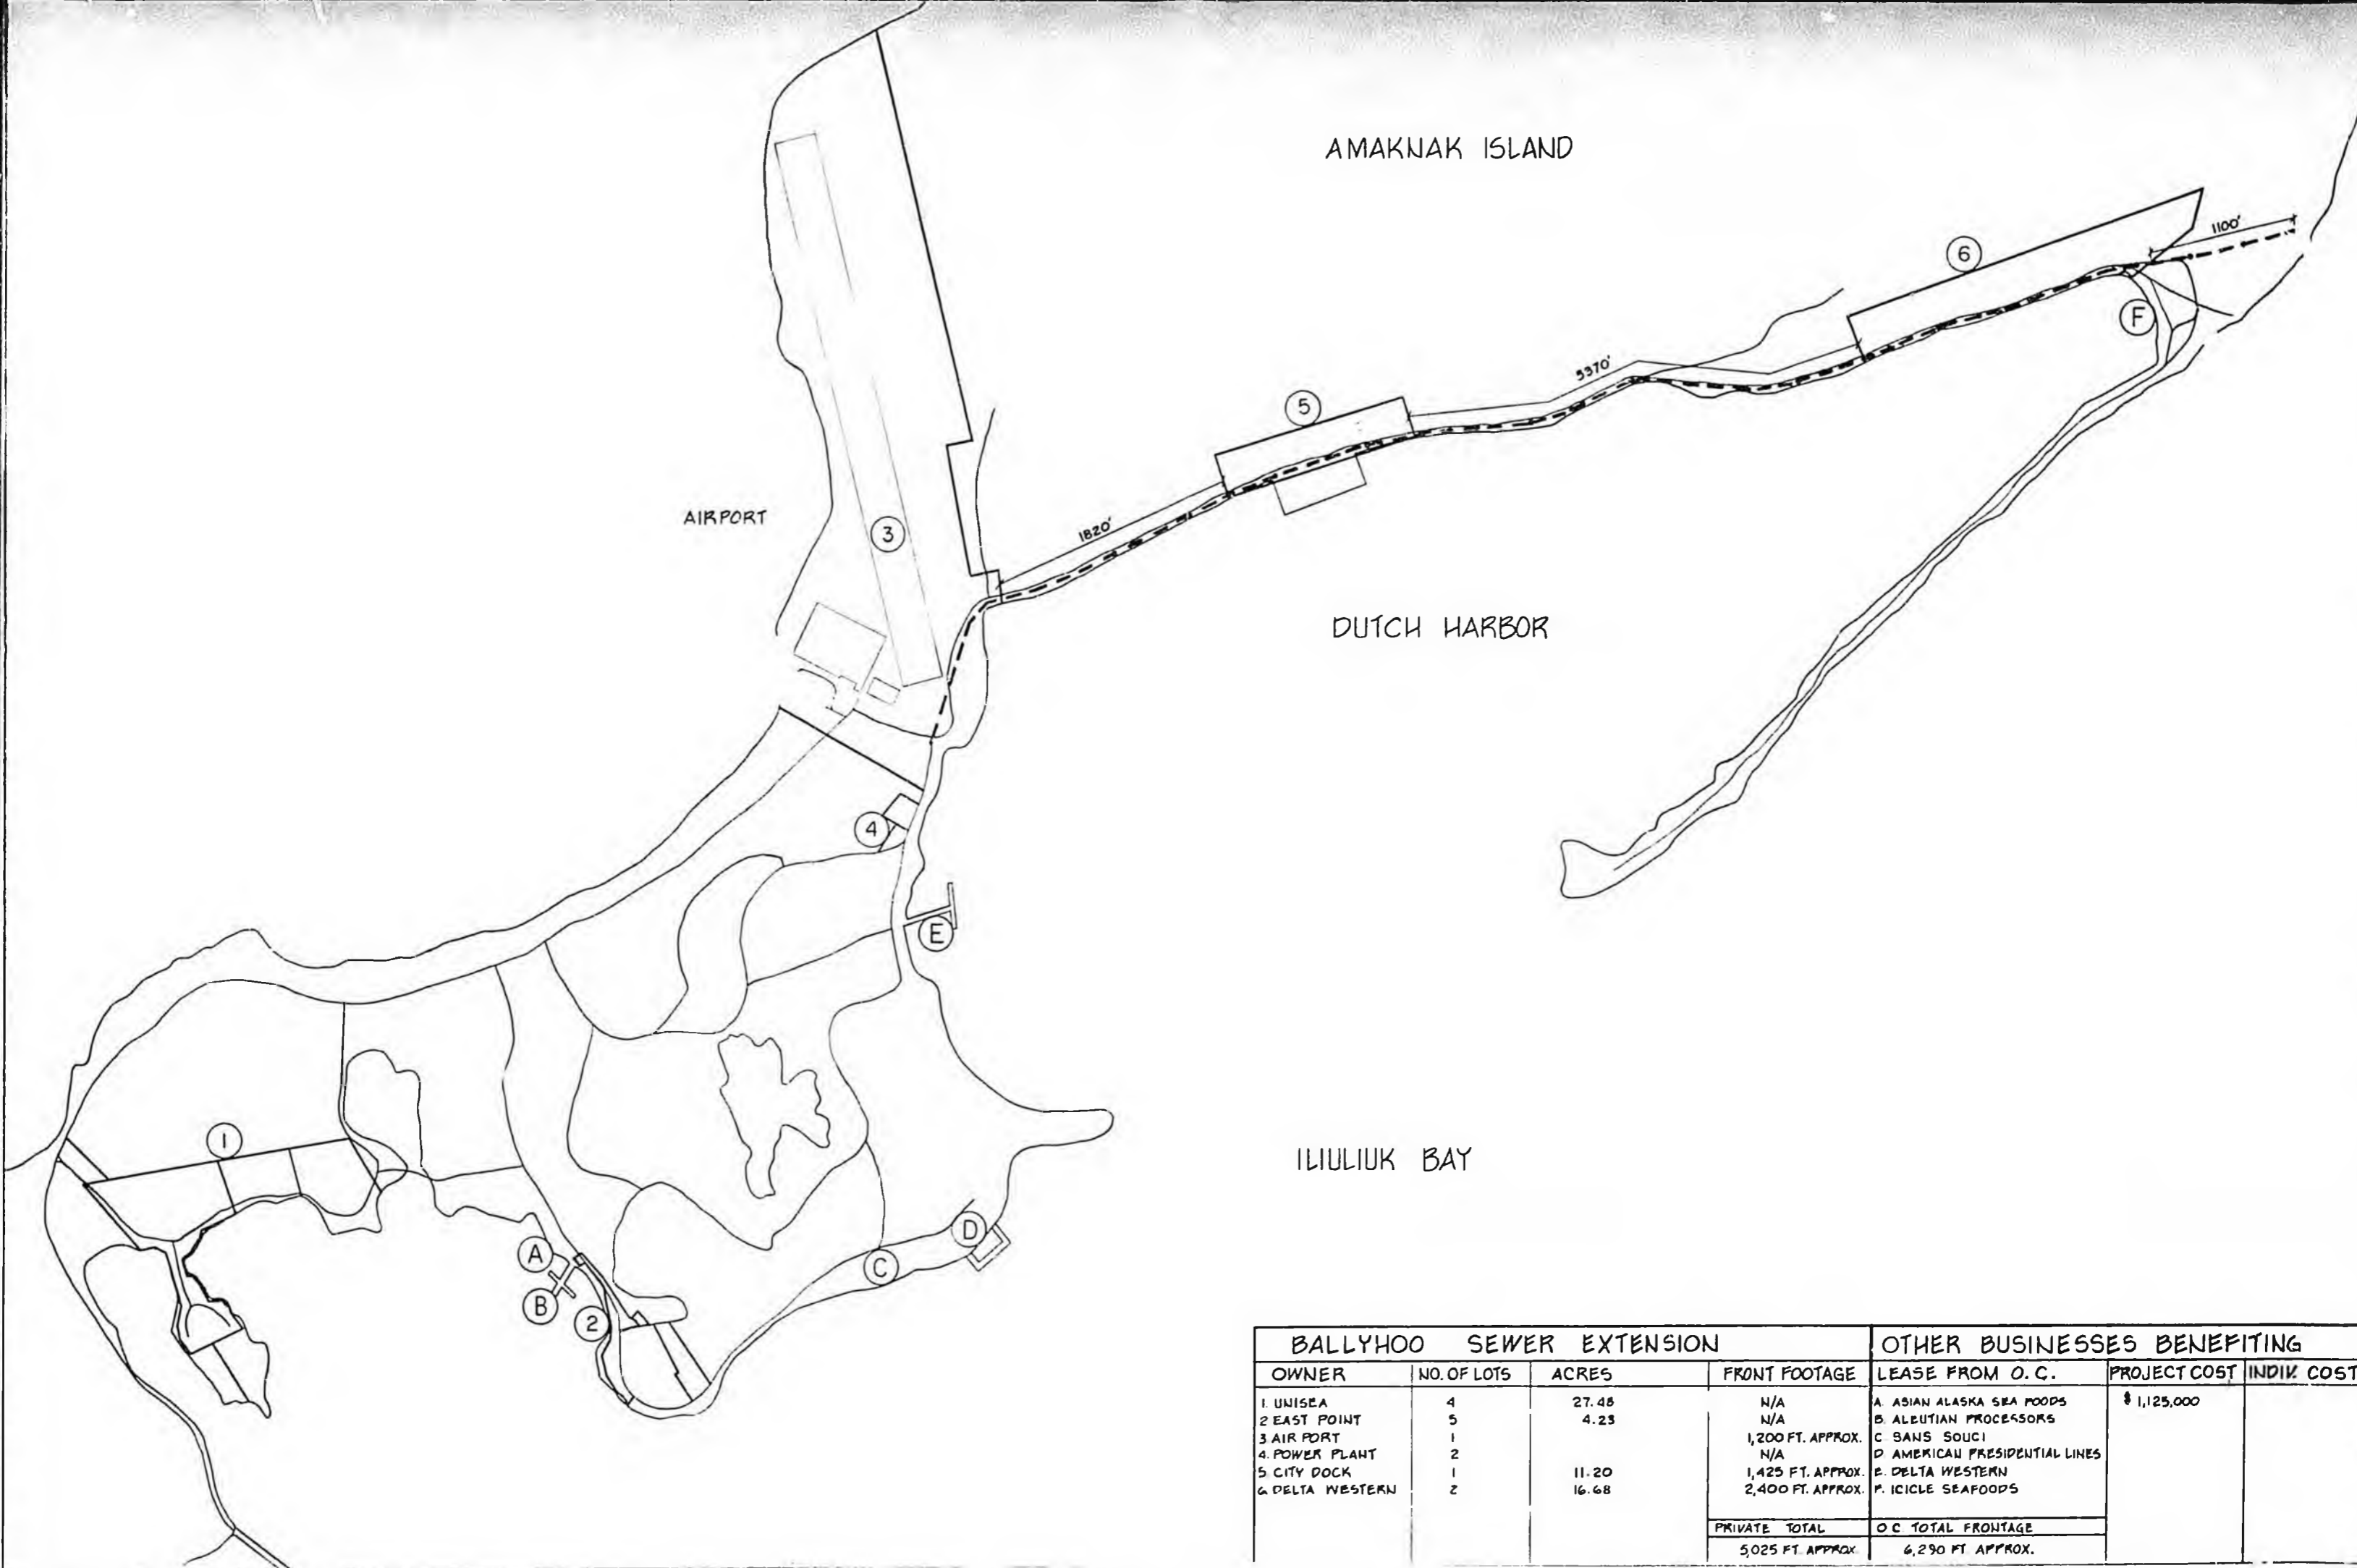 AMAKNAK ISLAND
6
1100'
F
5370'
5
AIRPORT
3
1820'
DUTCH HARBOR
4
E
1
ILIULIUK BAY
A
D
C
B
2
BALLYHOO SEWER EXTENSION OTHER BUSINESSES BENEFITING
OWNER NO. OF LOTS ACRES FRONT FOOTAGE LEASE FROM O.C. PROJECT COST INDIV. COST
1. UNISEA 4 27.48 N/A A. ASIAN ALASKA SEA FOODS $ 1,125,000
2 EAST POINT 5 4.23 N/A B. ALEUTIAN PROCESSORS
3 AIR PORT 1 1,200 FT. APPROX. C SANS SOUCI
4. POWER PLANT 2 N/A D AMERICAN PRESIDENTIAL LINES
5 CITY DOCK 1 11.20 1,425 FT. APPROX. E. DELTA WESTERN
6 DELTA WESTERN 2 16.68 2,400 FT. APPROX. F. ICICLE SEAFOODS
PRIVATE TOTAL O C TOTAL FRONTAGE
5,025 FT. APPROX 6,290 FT APPROX.